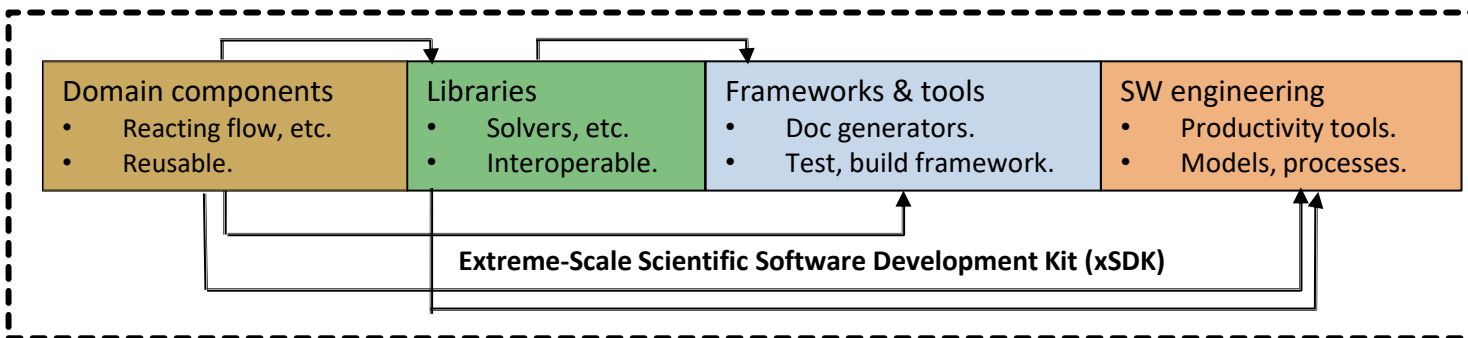 Domain components
• Reacting flow, etc.
• Reusable.
Libraries
• Solvers, etc.
• Interoperable.
Frameworks & tools
• Doc generators.
• Test, build framework.
SW engineering
• Productivity tools.
• Models, processes.
Extreme-Scale Scientific Software Development Kit (xSDK)